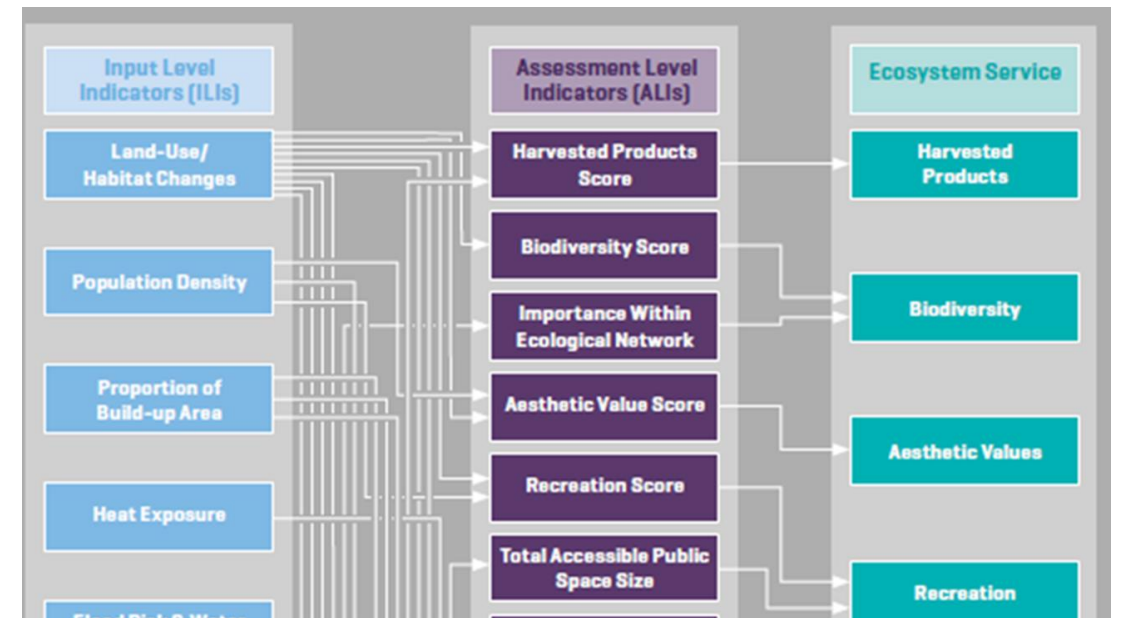 Input Level
Indicators (ILIs)
Land-Use/
Habitat Changes
Population Density
Proportion of
Build-up Area
Heat Exposure
Assessment Level
Indicators (ALIs)
Harvested Products
Score
Biodiversity Score
Importance Within
Ecological Network
Aesthetic Value Score
Recreation Score
Total Accessible Public
Space Size
Ecosystem Service
Harvested
Products
Biodiversity
Aesthetic Values
Recreation